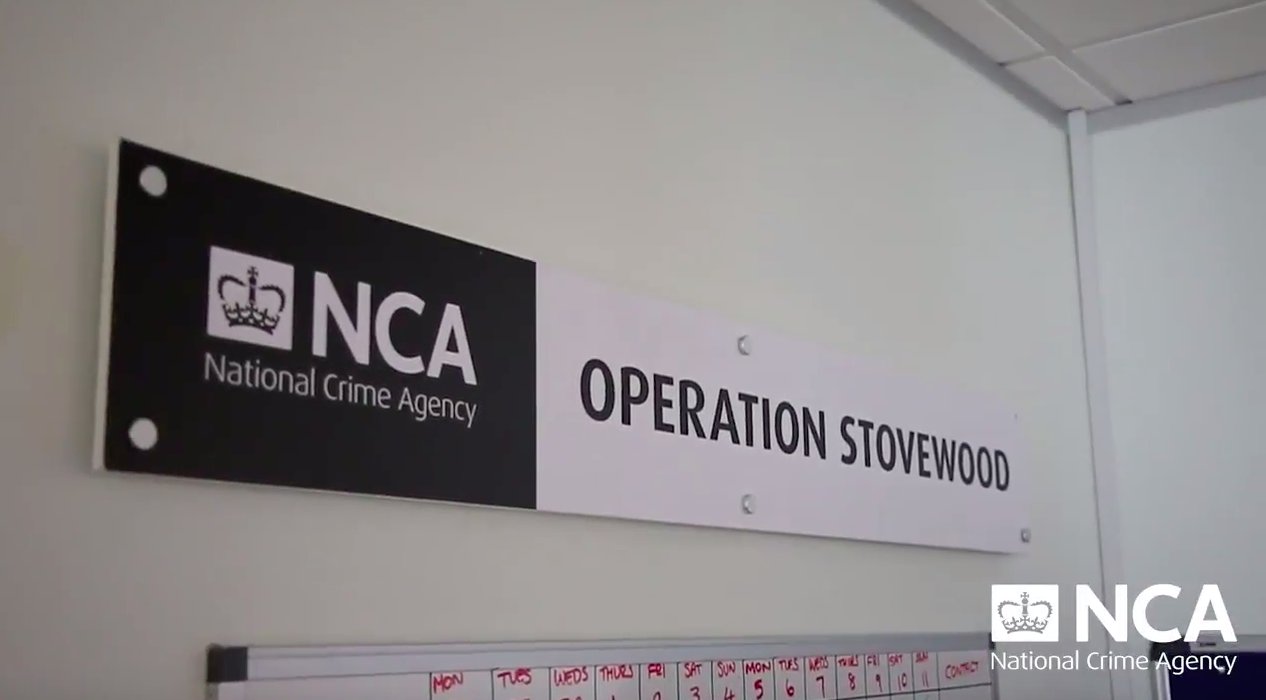 NCA
National Crime Agency
OPERATION STOVEWOOD
MON TUES WEDS THURS FRI SAT SUN MON TUES WEDS THURS FRI SAT SUN CONTACT
3 4 5 6 7 8 9 10 11
NCA
National Crime Agency